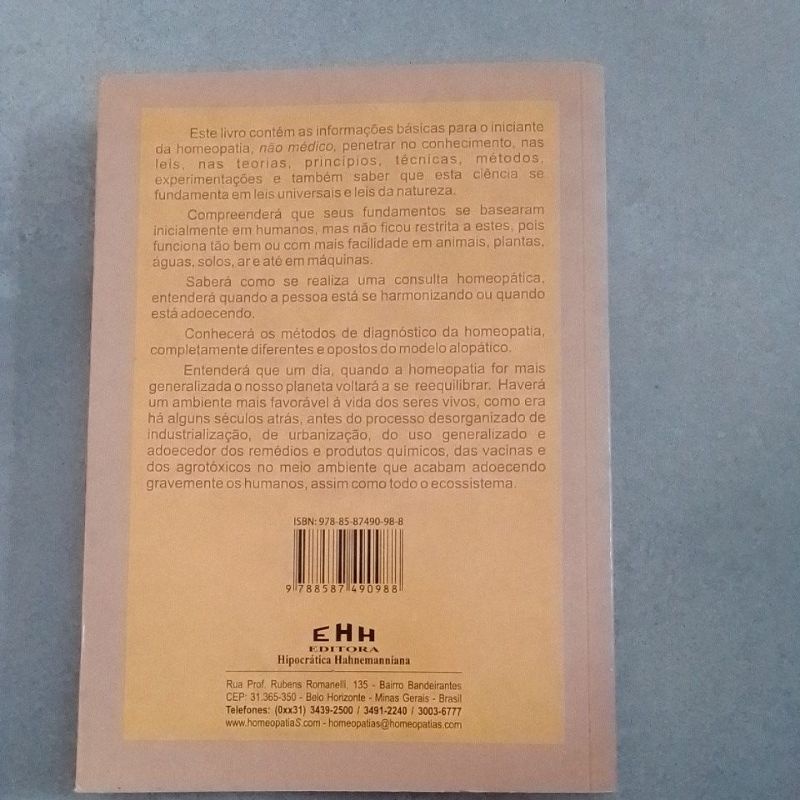 Este livro contém as informações básicas para o iniciante
da homeopatia, não médico, penetrar no conhecimento, nas
leis, nas teorias, princípios, técnicas, métodos,
experimentações e também saber que esta ciência se
fundamenta em leis universais e leis da natureza.
Compreenderá que seus fundamentos se basearam
inicialmente em humanos, mas não ficou restrita a estes, pois
funciona tão bem ou com mais facilidade em animais, plantas,
águas, solos, ar e até em máquinas.
Saberá como se realiza uma consulta homeopática,
entenderá quando a pessoa está se harmonizando ou quando
está adoecendo.
Conhecerá os métodos de diagnóstico da homeopatia,
completamente diferentes e opostos do modelo alopático.
Entenderá que um dia, quando a homeopatia for mais
generalizada o nosso planeta voltará a se reequilibrar. Haverá
um ambiente mais favorável à vida dos seres vivos, como era
há alguns séculos atrás, antes do processo desorganizado de
industrialização, de urbanização, do uso generalizado e
adoecedor dos remédios e produtos químicos, das vacinas e
dos agrotóxicos no meio ambiente que acabam adoecendo
gravemente os humanos, assim como todo o ecossistema.
ISBN: 978-85-87490-98-8
9 788587 490988
EHH
EDITORA
Hipocrática Hahnemanniana
Rua Prof. Rubens Romanelli, 135 - Bairro Bandeirantes
CEP: 31.365-350 - Belo Horizonte - Minas Gerais - Brasil
Telefones: (0xx31) 3439-2500 / 3491-2240 / 3003-6777
www.homeopatiaS.com - homeopatias@homeopatias.com